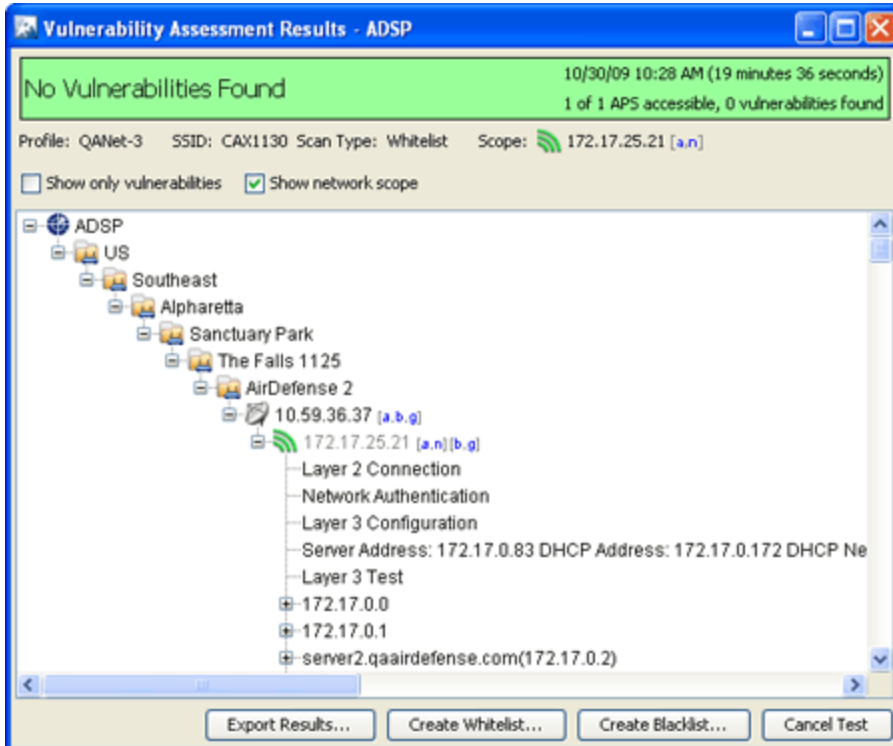 Vulnerability Assessment Results - ADSP
No Vulnerabilities Found
10/30/09 10:28 AM (19 minutes 36 seconds)
1 of 1 APS accessible, 0 vulnerabilities found
Profile: QANet-3 SSID: CAX1130 Scan Type: Whitelist Scope: 172.17.25.21 [a,n]
Show only vulnerabilities Show network scope
ADSP
US
Southeast
Alpharetta
Sanctuary Park
The Falls 1125
AirDefense 2
10.59.36.37 [a,b,g]
172.17.25.21 [a,n][b,g]
Layer 2 Connection
Network Authentication
Layer 3 Configuration
Server Address: 172.17.0.83 DHCP Address: 172.17.0.172 DHCP Ne
Layer 3 Test
172.17.0.0
172.17.0.1
server2.qaairdefense.com(172.17.0.2)
Export Results... Create Whitelist... Create Blacklist... Cancel Test